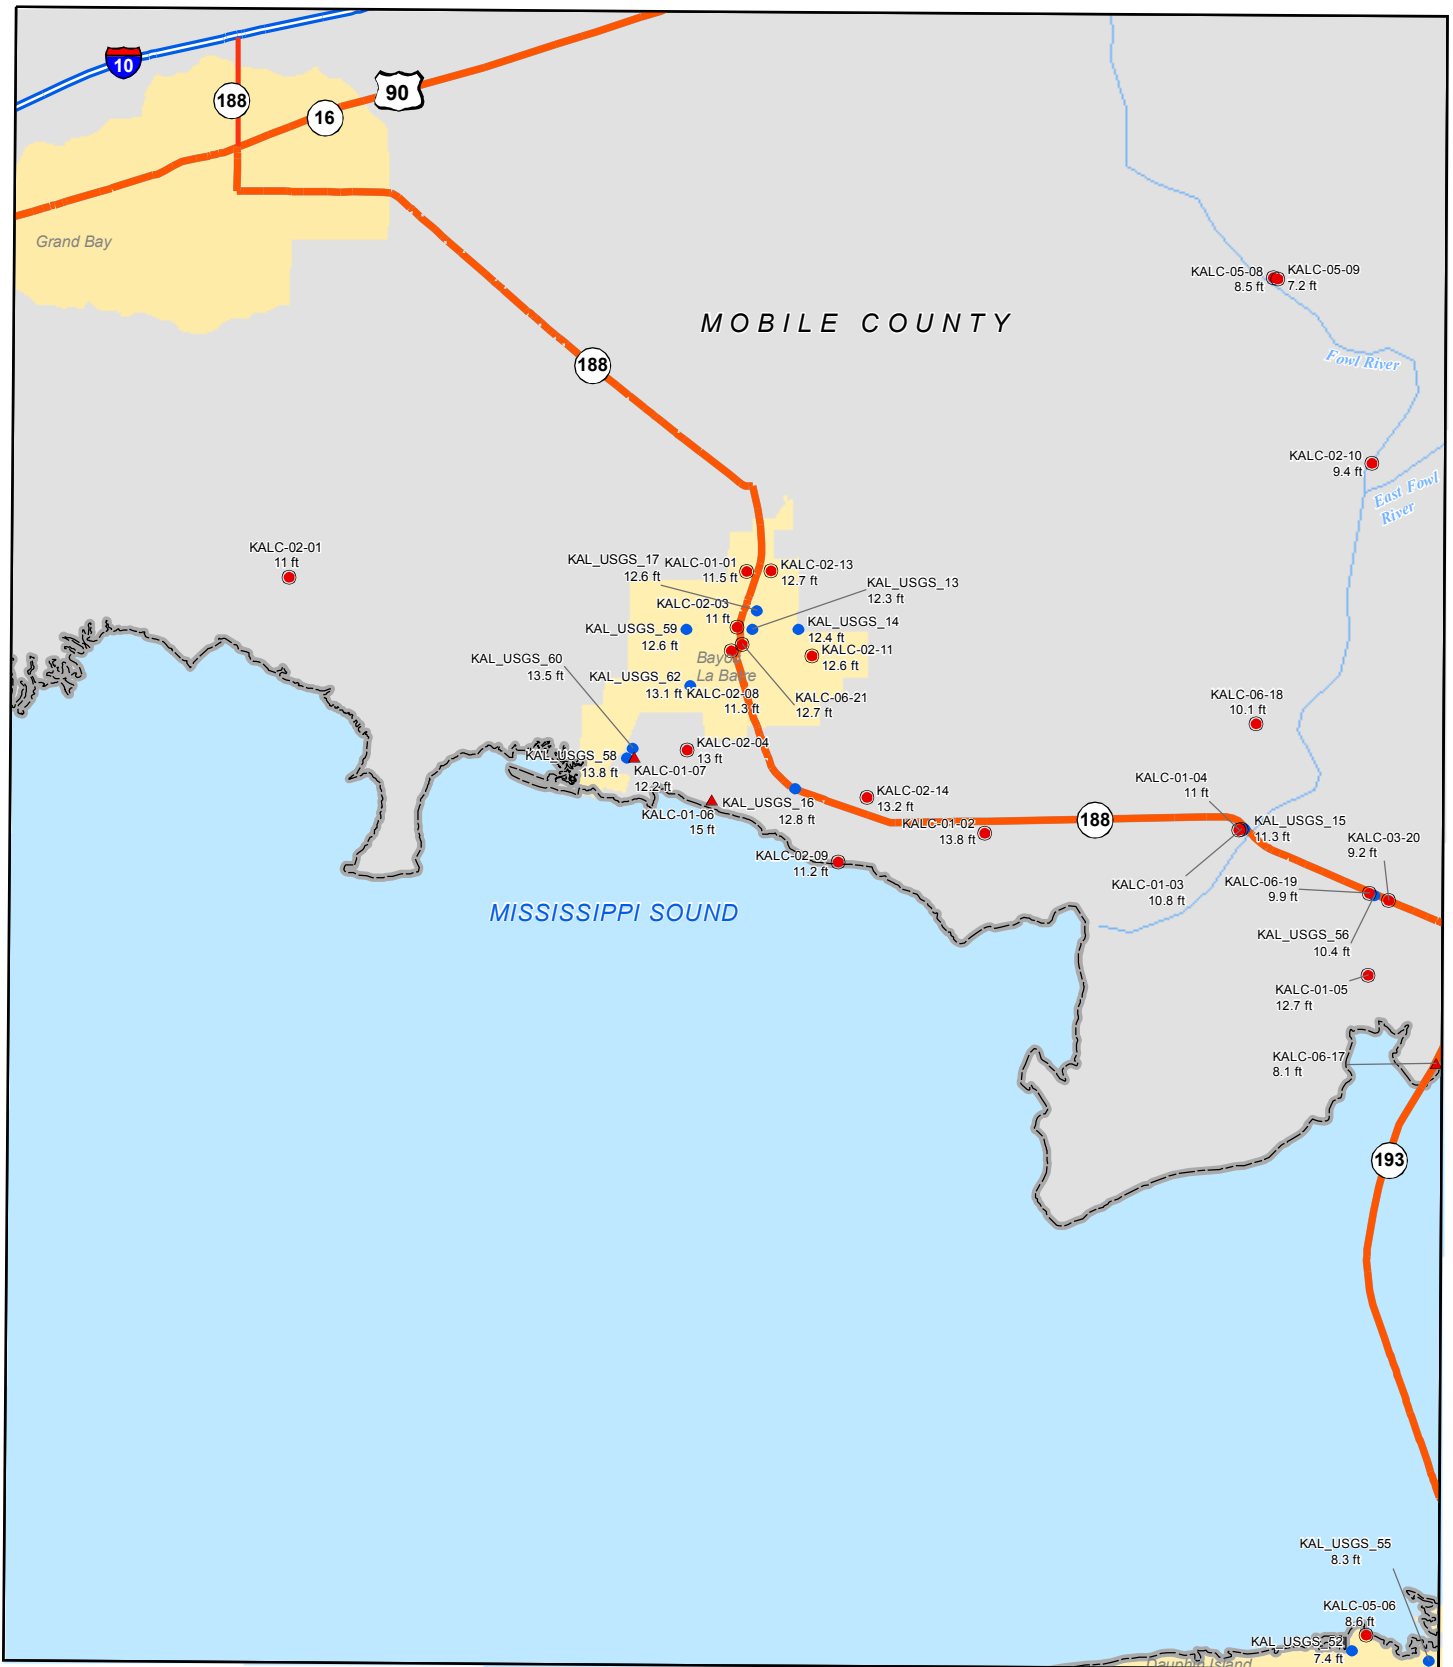 10
188
90
16
Grand Bay
KALC-05-08
8.5 ft
KALC-05-09
7.2 ft
MOBILE COUNTY
188
Fowl River
KALC-02-10
9.4 ft
East Fowl
River
KALC-02-01
11 ft
KAL_USGS_17
12.6 ft
KALC-01-01
11.5 ft
KALC-02-13
12.7 ft
KAL_USGS_13
12.3 ft
KALC-02-03
11 ft
KAL_USGS_59
12.6 ft
KAL_USGS_14
12.4 ft
KALC-02-11
12.6 ft
Bayou
La Batre
KAL_USGS_60
13.5 ft
KAL_USGS_62
13.1 ft
KALC-02-08
11.3 ft
KALC-06-21
12.7 ft
KALC-06-18
10.1 ft
KALC-02-04
13 ft
KAL_USGS_58
13.8 ft
KALC-01-07
12.2 ft
KALC-01-06
15 ft
KAL_USGS_16
12.8 ft
KALC-02-14
13.2 ft
KALC-01-02
13.8 ft
188
KALC-01-04
11 ft
KAL_USGS_15
11.3 ft
KALC-03-20
9.2 ft
KALC-02-09
11.2 ft
KALC-01-03
10.8 ft
KALC-06-19
9.9 ft
MISSISSIPPI SOUND
KAL_USGS_56
10.4 ft
KALC-01-05
12.7 ft
KALC-06-17
8.1 ft
193
KAL_USGS_55
8.3 ft
KALC-05-06
8.6 ft
KAL_USGS_52
7.4 ft
Dauphin Island